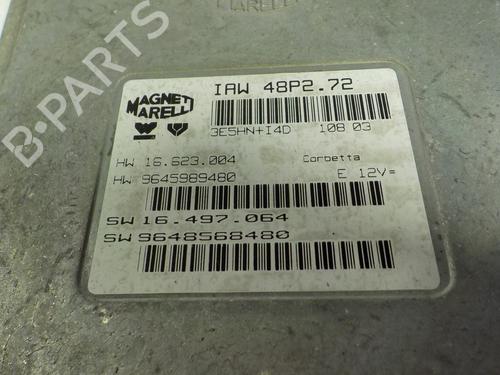 B-PARTS
MARELLI
MAGNETI MARELLI
IAW 48P2.72
3E5HN+I4D 108 03
HW 16.623.004 Corbetta
HW 9645989480 E 12V=
SW 16.497.064
SW 9648568480